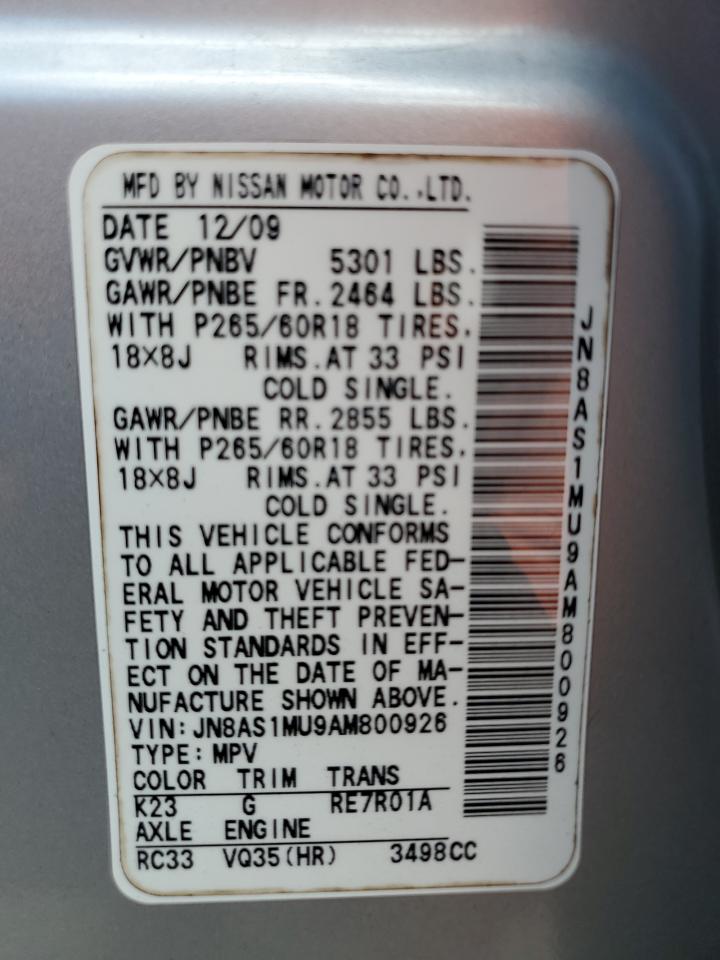 MFD BY NISSAN MOTOR CO.,LTD.
DATE 12/09
GVWR/PNBV 5301 LBS.
GAWR/PNBE FR.2464 LBS.
WITH P265/60R18 TIRES.
18×8J RIMS.AT 33 PSI
COLD SINGLE.
GAWR/PNBE RR.2855 LBS.
WITH P265/60R18 TIRES.
18×8J RIMS.AT 33 PSI
COLD SINGLE.
THIS VEHICLE CONFORMS
TO ALL APPLICABLE FED-
ERAL MOTOR VEHICLE SA-
FETY AND THEFT PREVEN-
TION STANDARDS IN EFF-
ECT ON THE DATE OF MA-
NUFACTURE SHOWN ABOVE.
VIN:JN8AS1MU9AM800926
TYPE:MPV
COLOR TRIM TRANS
K23 G RE7R01A
AXLE ENGINE
RC33 VQ35(HR) 3498CC
JN8AS1MU9AM800926